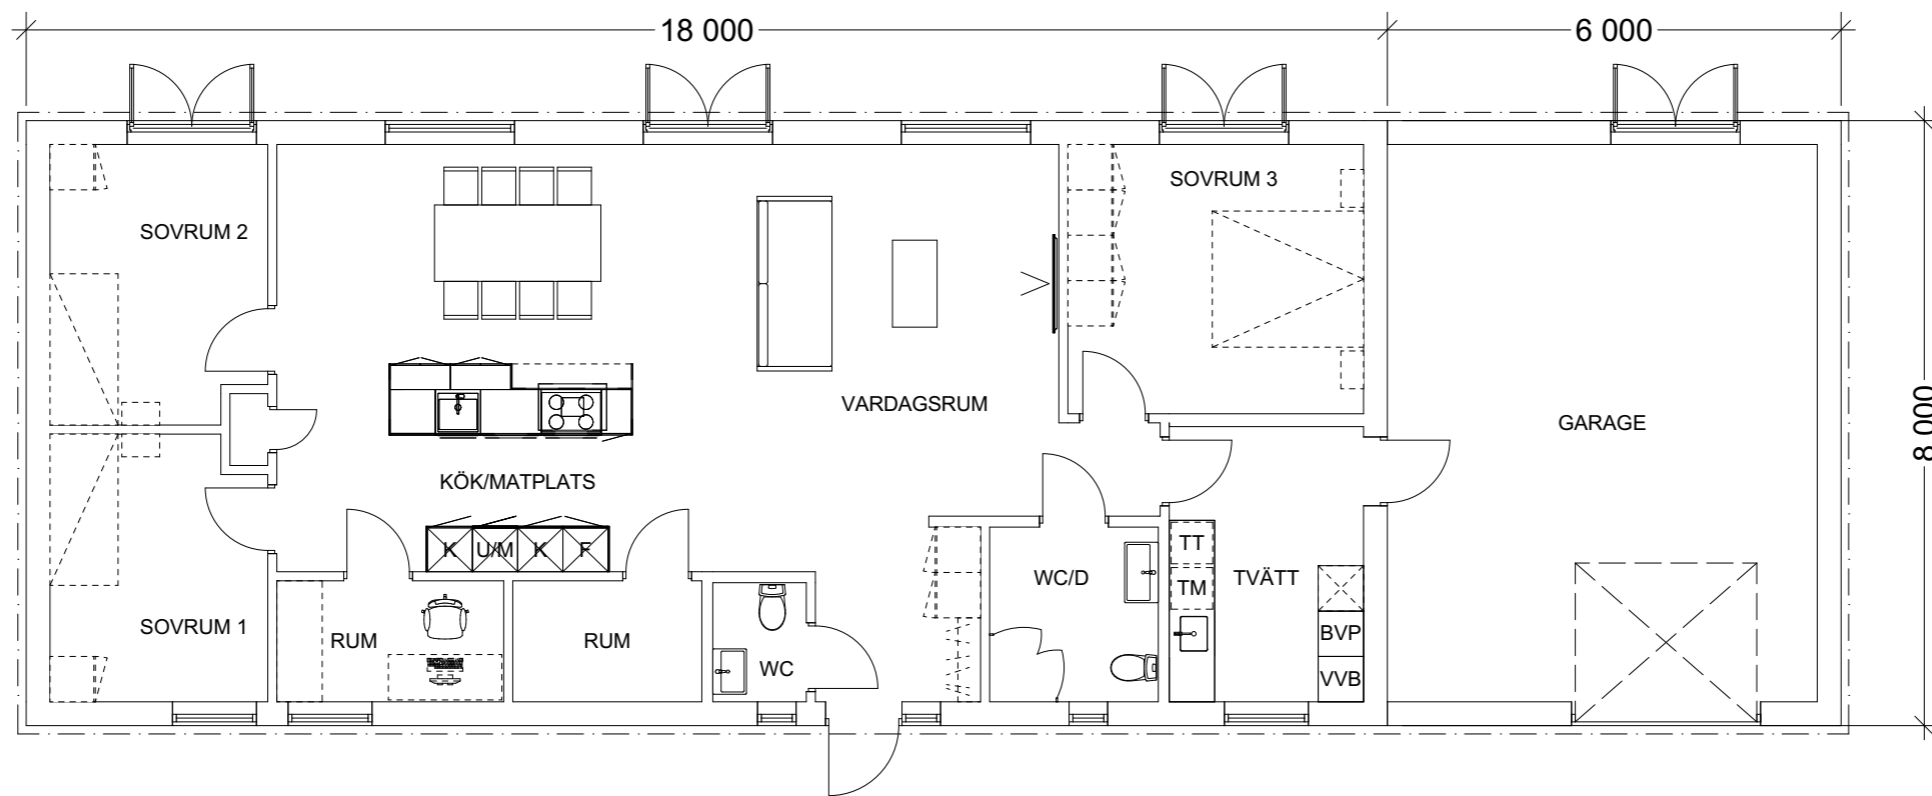 18 000
6 000
SOVRUM 3
SOVRUM 2
VARDAGSRUM
GARAGE
8 000
KÖK/MATPLATS
K U/M K F
TT
WC/D
TVÄTT
TM
SOVRUM 1
RUM
RUM
BVP
WC
VVB